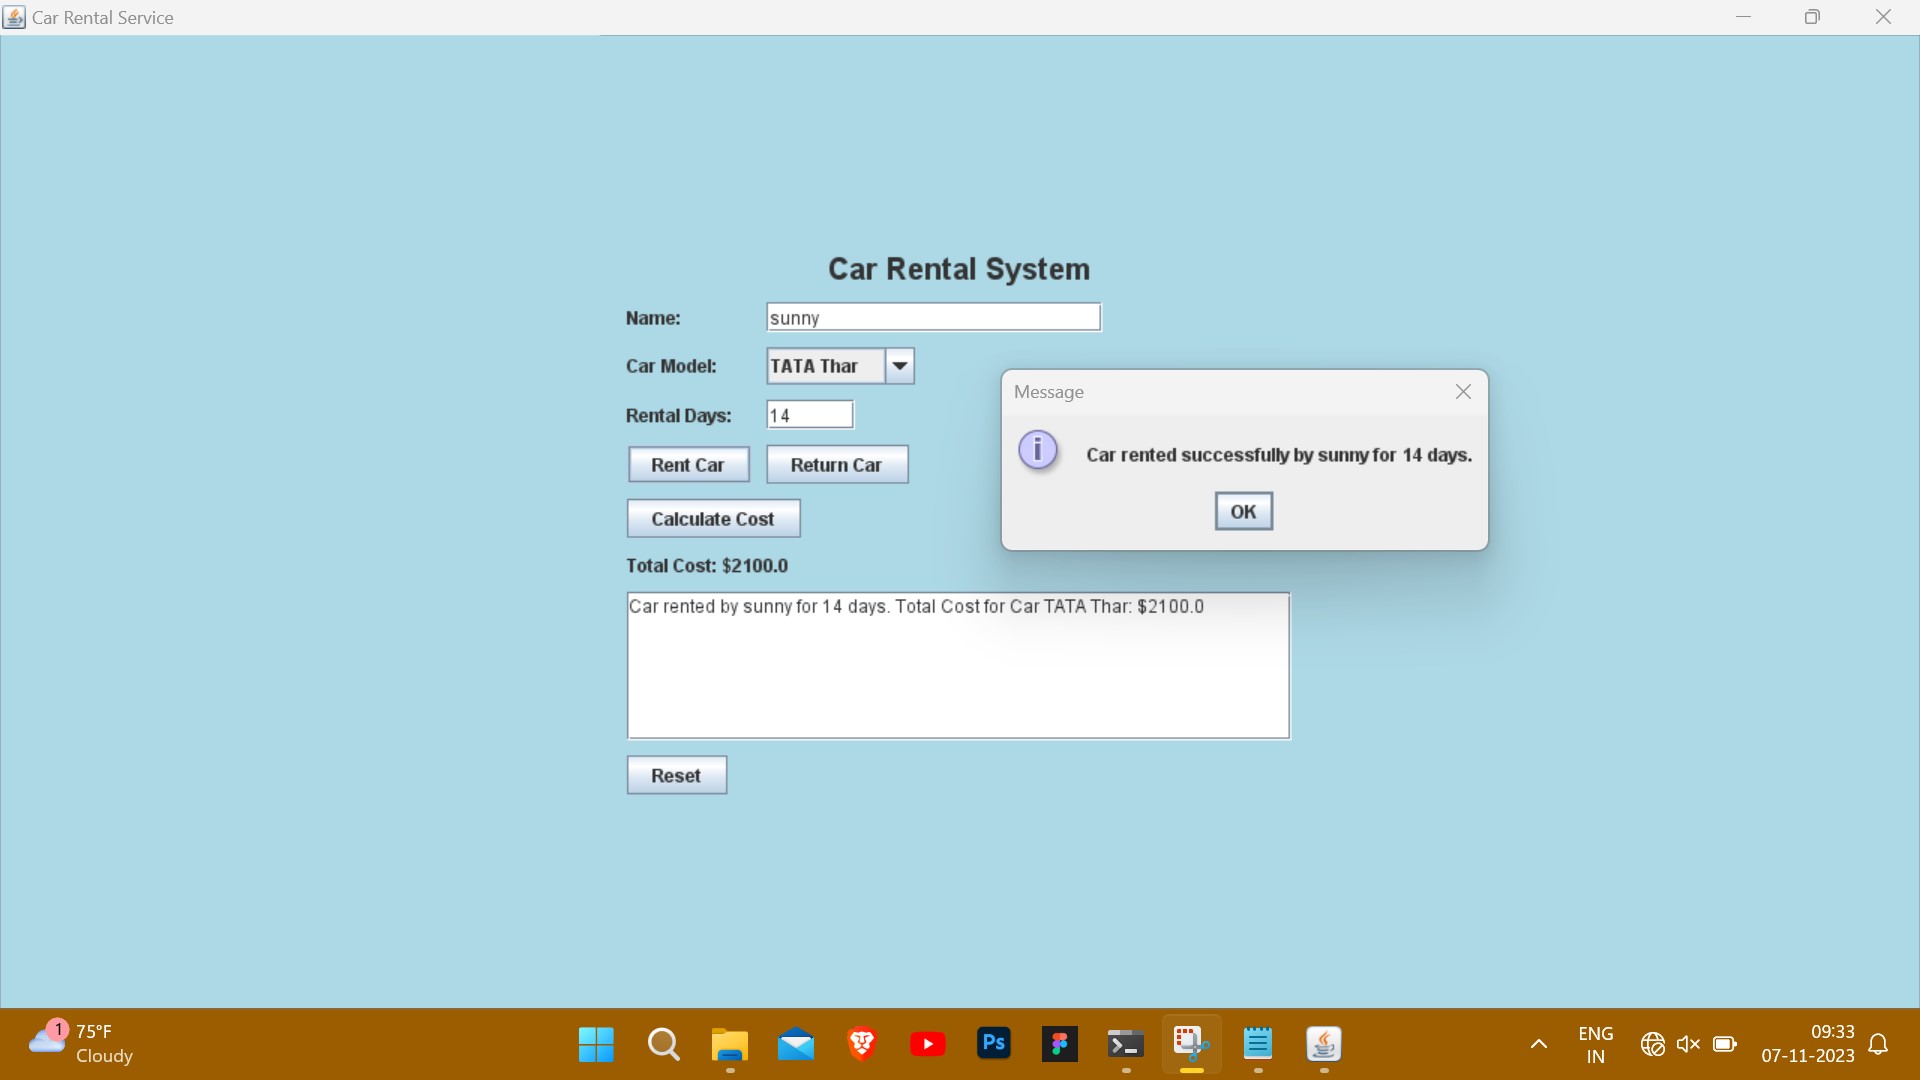 Car Rental Service
Car Rental System
Name: sunny
Car Model: TATA Thar
Message
Rental Days: 14
Car rented successfully by sunny for 14 days.
Rent Car Return Car
OK
Calculate Cost
Total Cost: $2100.0
Car rented by sunny for 14 days. Total Cost for Car TATA Thar: $2100.0
Reset
1
75°F
Cloudy
Ps
ENG
IN
09:33
07-11-2023